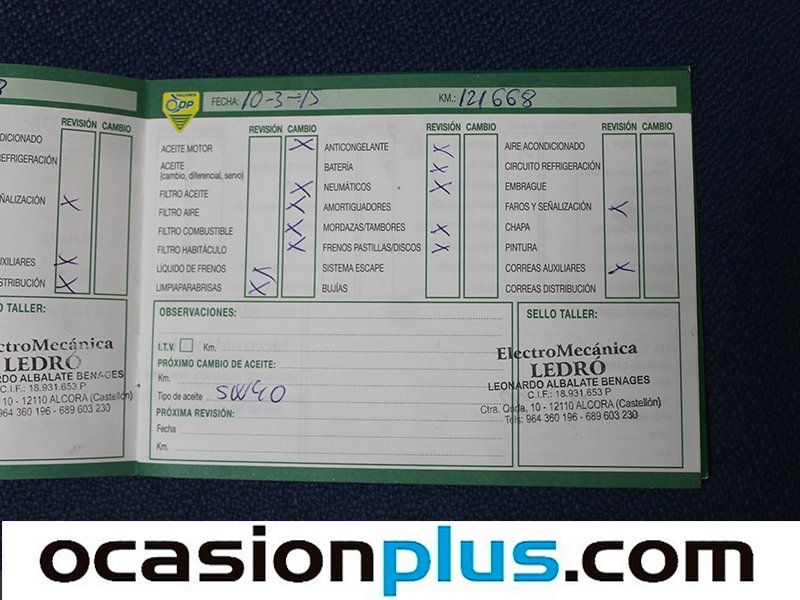 REVISIÓN CAMBIO
REFRIGERACIÓN
SEÑALIZACIÓN X
AUXILIARES X
DISTRIBUCIÓN X
TALLER:
ElectroMecánica
LEDRÓ
LEONARDO ALBALATE BENAGES
C.I.F.: 18.931.653 P
10 - 12110 ALCORA (Castellón)
964 360 196 - 689 603 230
TALLERES
FECHA: 10-3-15 KM.: 121668
REVISIÓN CAMBIO
ACEITE MOTOR X
ACEITE
(cambio, diferencial, servo)
FILTRO ACEITE X
FILTRO AIRE X
FILTRO COMBUSTIBLE X
FILTRO HABITÁCULO X
LÍQUIDO DE FRENOS X
LIMPIAPARABRISAS X
REVISIÓN CAMBIO
ANTICONGELANTE X
BATERÍA X
NEUMÁTICOS X
AMORTIGUADORES
MORDAZAS/TAMBORES X
FRENOS PASTILLAS/DISCOS X
SISTEMA ESCAPE
BUJÍAS
REVISIÓN CAMBIO
AIRE ACONDICIONADO
CIRCUITO REFRIGERACIÓN
EMBRAGUE
FAROS Y SEÑALIZACIÓN X
CHAPA
PINTURA
CORREAS AUXILIARES X
CORREAS DISTRIBUCIÓN
OBSERVACIONES:
I.T.V. Km.
PRÓXIMO CAMBIO DE ACEITE:
Km.
Tipo de aceite 5W40
PRÓXIMA REVISIÓN:
Fecha
Km.
SELLO TALLER:
ElectroMecánica
LEDRÓ
LEONARDO ALBALATE BENAGES
C.I.F.: 18.931.653 P
Ctra. Onda, 10 - 12110 ALCORA (Castellón)
Tels: 964 360 196 - 689 603 230
ocasionplus.com